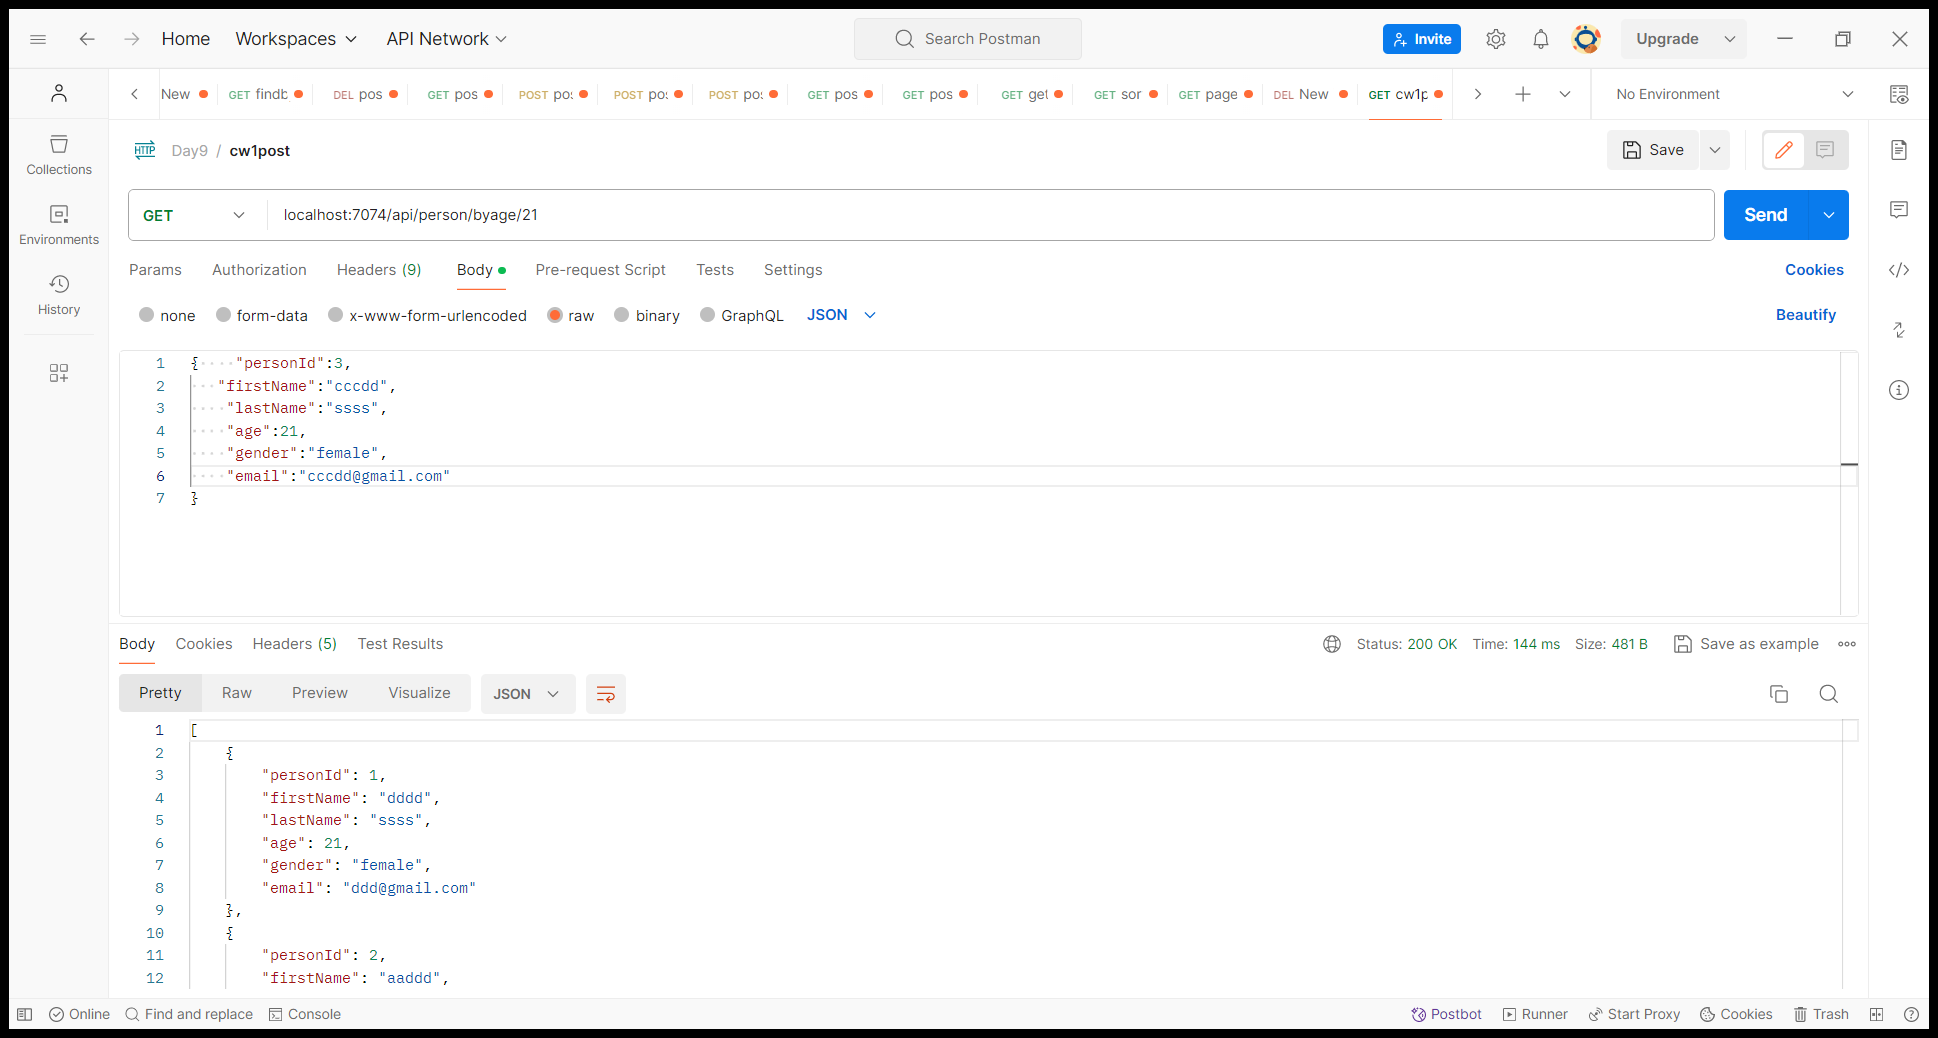 Home Workspaces API Network Search Postman Invite Upgrade
New GET findb DEL pos GET pos POST po: POST po: POST po: GET pos GET pos GET get GET sor GET page DEL New GET cw1p No Environment
HTTP Day9 / cw1post Save
Collections
Environments
History
GET localhost:7074/api/person/byage/21 Send
Params Authorization Headers (9) Body Pre-request Script Tests Settings Cookies
none form-data x-www-form-urlencoded raw binary GraphQL JSON Beautify
1 { "personId":3,
2 "firstName":"cccdd",
3 "lastName":"ssss",
4 "age":21,
5 "gender":"female",
6 "email":"cccdd@gmail.com"
7 }
Body Cookies Headers (5) Test Results Status: 200 OK Time: 144 ms Size: 481 B Save as example
Pretty Raw Preview Visualize JSON
1 [
2 {
3 "personId": 1,
4 "firstName": "dddd",
5 "lastName": "ssss",
6 "age": 21,
7 "gender": "female",
8 "email": "ddd@gmail.com"
9 },
10 {
11 "personId": 2,
12 "firstName": "aaddd",
Online Find and replace Console Postbot Runner Start Proxy Cookies Trash